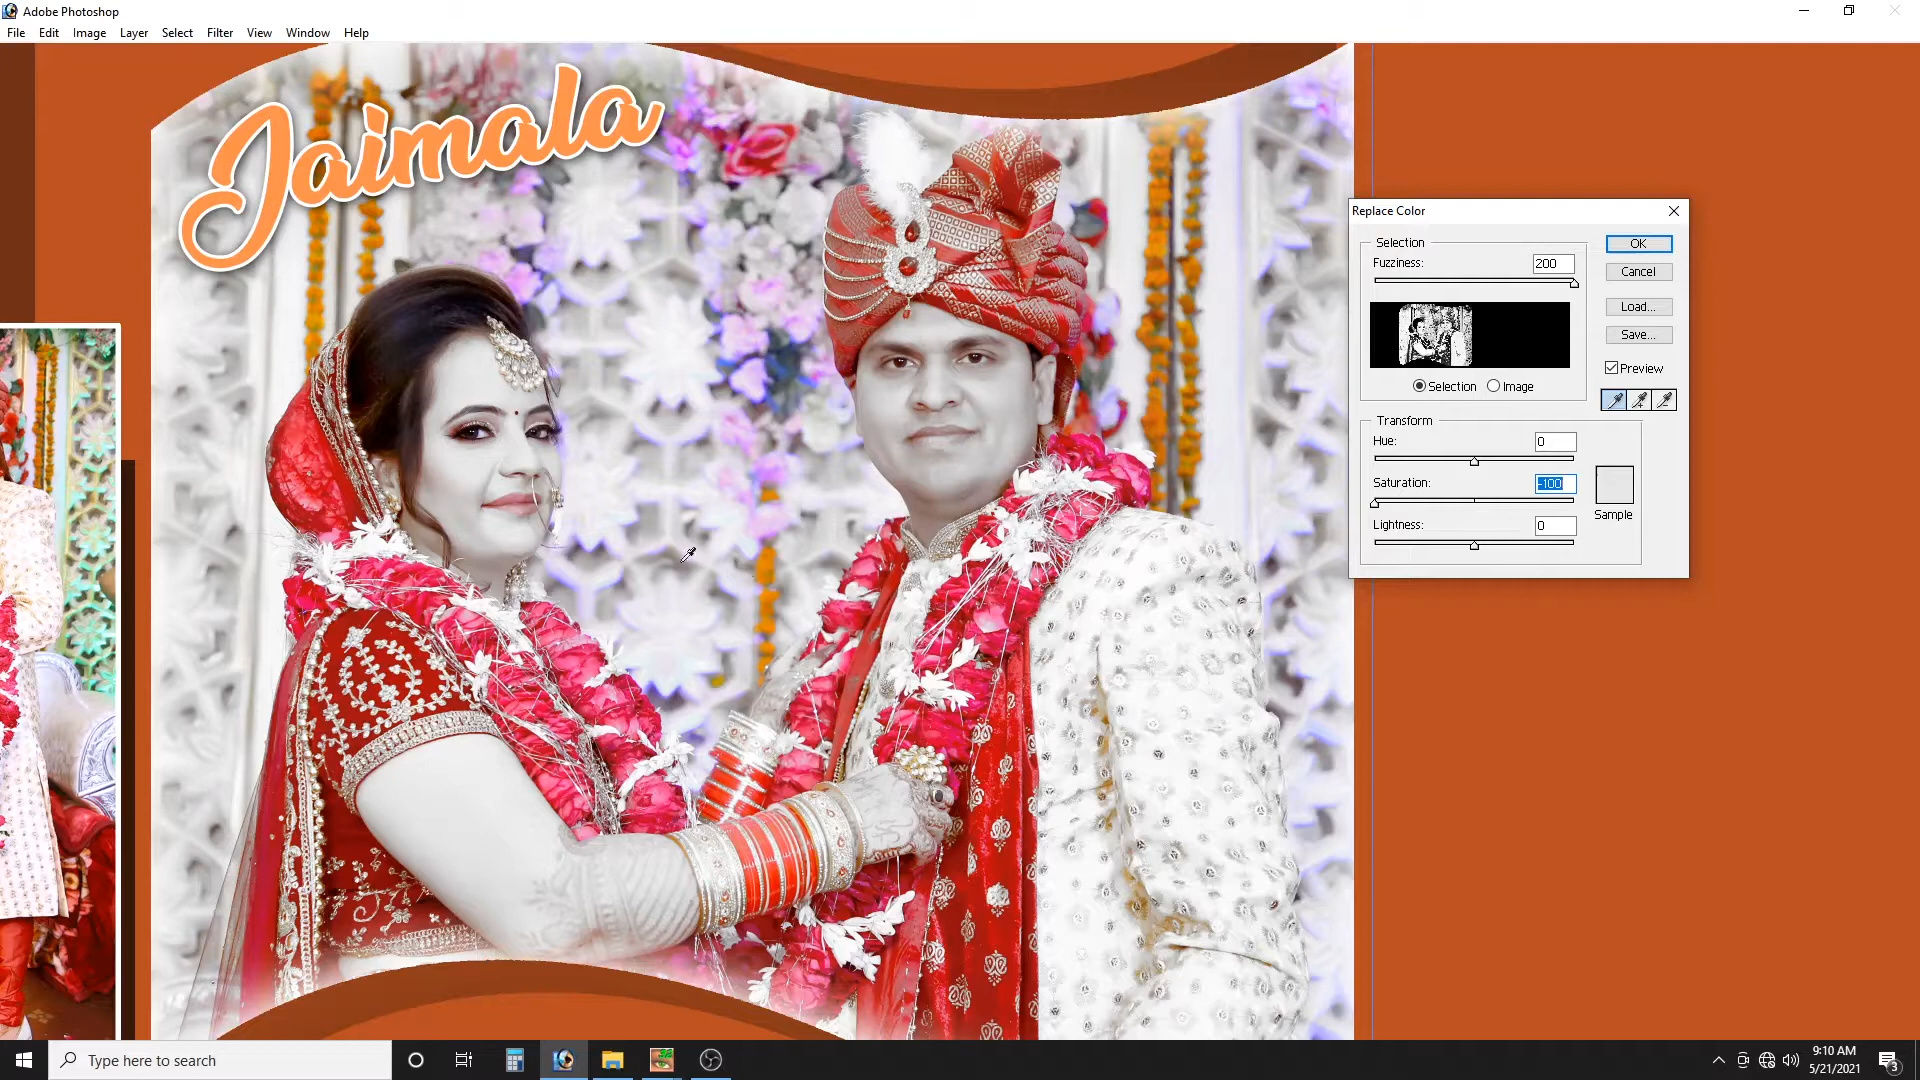 Adobe Photoshop
File Edit Image Layer Select Filter View Window Help
Jaimala
Replace Color
Selection
Fuzziness: 200
OK
Cancel
Load...
Save...
Preview
Selection Image
Transform
Hue: 0
Saturation: -100
Sample
Lightness: 0
Type here to search
9:10 AM
5/21/2021
3